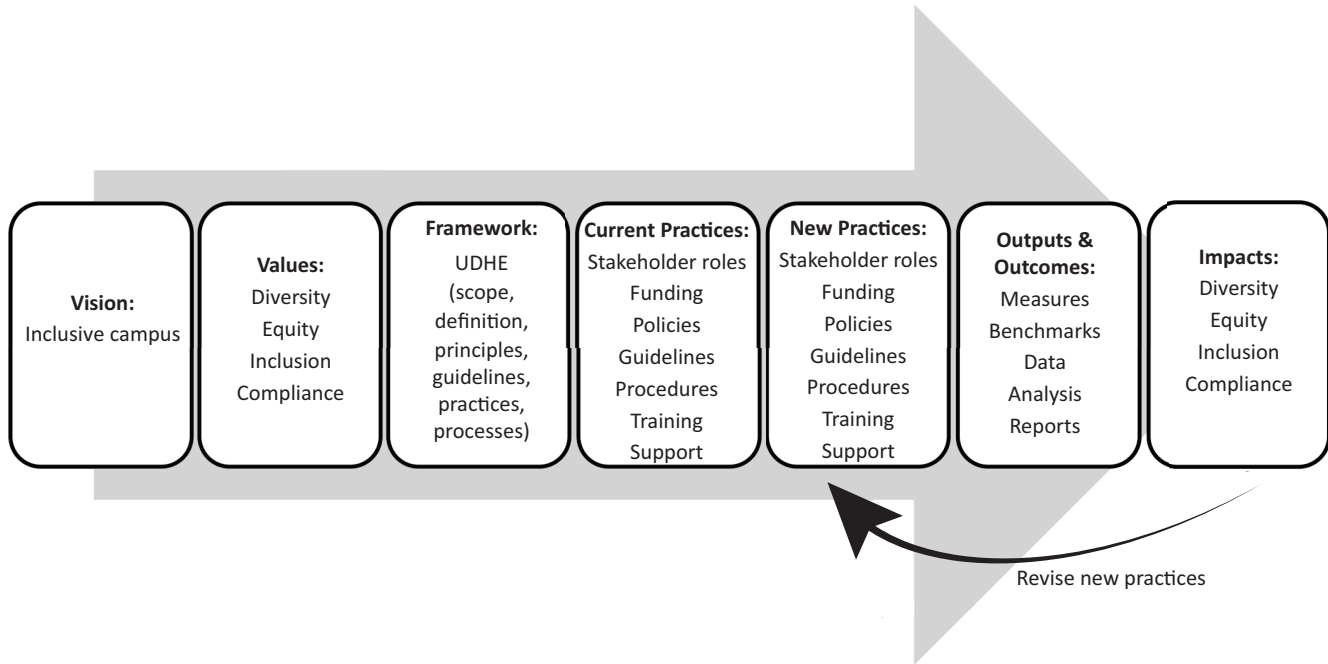 Vision:
Inclusive campus
Values:
Diversity
Equity
Inclusion
Compliance
Framework:
UDHE
(scope,
definition,
principles,
guidelines,
practices,
processes)
Current Practices:
Stakeholder roles
Funding
Policies
Guidelines
Procedures
Training
Support
New Practices:
Stakeholder roles
Funding
Policies
Guidelines
Procedures
Training
Support
Outputs &
Outcomes:
Measures
Benchmarks
Data
Analysis
Reports
Impacts:
Diversity
Equity
Inclusion
Compliance
Revise new practices